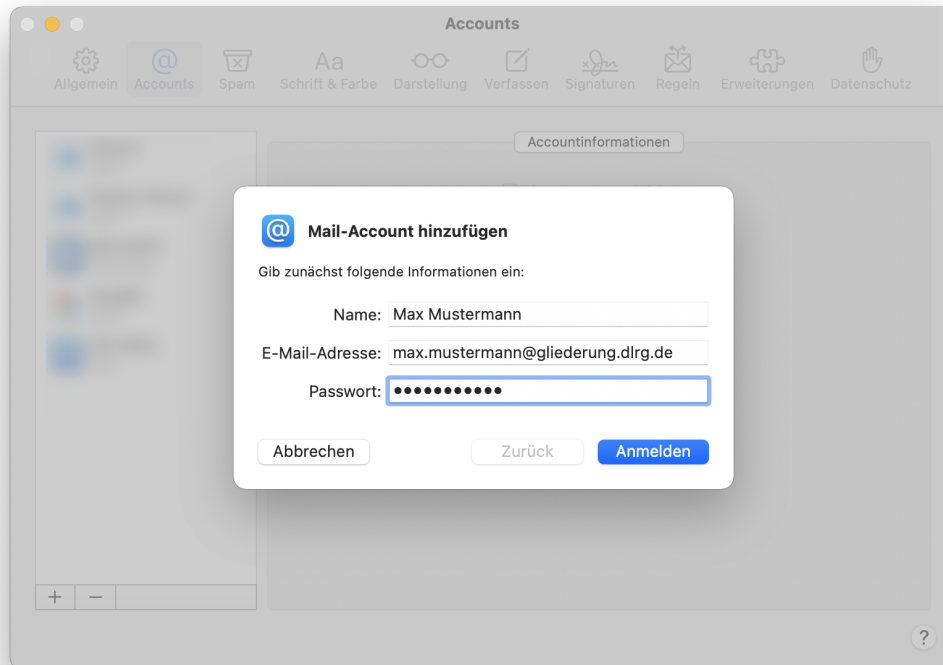 Accounts
Allgemein Accounts Spam Schrift & Farbe Darstellung Verfassen Signaturen Regeln Erweiterungen Datenschutz
Accountinformationen
Mail-Account hinzufügen
Gib zunächst folgende Informationen ein:
Name: Max Mustermann
E-Mail-Adresse: max.mustermann@gliederung.dlrg.de
Passwort: •••••••••••
Abbrechen Zurück Anmelden